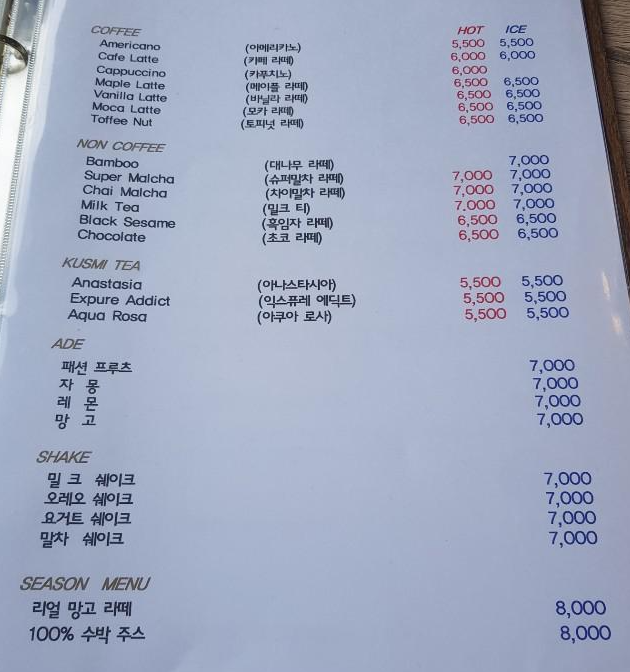 COFFEE HOT ICE
Americano (아메리카노) 5,500 5,500
Cafe Latte (카페 라떼) 6,000 6,000
Cappuccino (카푸치노) 6,000
Maple Latte (메이플 라떼) 6,500 6,500
Vanilla Latte (바닐라 라떼) 6,500 6,500
Moca Latte (모카 라떼) 6,500 6,500
Toffee Nut (토피넛 라떼) 6,500 6,500
NON COFFEE
Bamboo (대나무 라떼) 7,000
Super Malcha (슈퍼말차 라떼) 7,000 7,000
Chai Malcha (차이말차 라떼) 7,000 7,000
Milk Tea (밀크 티) 7,000 7,000
Black Sesame (흑임자 라떼) 6,500 6,500
Chocolate (초코 라떼) 6,500 6,500
KUSMI TEA
Anastasia (아나스타시아) 5,500 5,500
Expure Addict (익스퓨레 에딕트) 5,500 5,500
Aqua Rosa (아쿠아 로사) 5,500 5,500
ADE
패션 프루츠 7,000
자 몽 7,000
레 몬 7,000
망 고 7,000
SHAKE
밀 크 쉐이크 7,000
오레오 쉐이크 7,000
요거트 쉐이크 7,000
말차 쉐이크 7,000
SEASON MENU
리얼 망고 라떼 8,000
100% 수박 주스 8,000